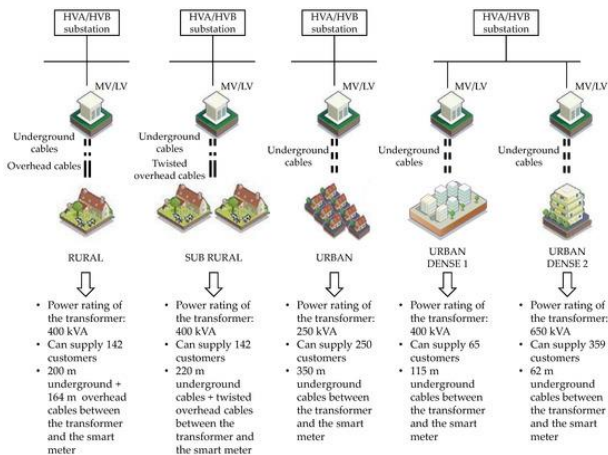 HVA/HVB
substation
HVA/HVB
substation
HVA/HVB
substation
HVA/HVB
substation
MV/LV
MV/LV
MV/LV
MV/LV
MV/LV
Underground
cables
Overhead cables
Underground
cables
Twisted
overhead cables
Underground
cables
Underground
cables
Underground
cables
RURAL
SUB RURAL
URBAN
URBAN
DENSE 1
URBAN
DENSE 2
• Power rating of
the transformer:
400 kVA
• Can supply 142
customers
• 200 m
underground +
164 m overhead
cables between
the transformer
and the smart
meter
• Power rating of
the transformer:
400 kVA
• Can supply 142
customers
• 220 m
underground
cables + twisted
overhead cables
between the
transformer and
the smart meter
• Power rating of
the transformer:
250 kVA
• Can supply 250
customers
• 350 m
underground
cables between
the transformer
and the smart
meter
• Power rating of
the transformer:
400 kVA
• Can supply 65
customers
• 115 m
underground
cables between
the transformer
and the smart
meter
• Power rating of
the transformer:
650 kVA
• Can supply 359
customers
• 62 m
underground
cables between
the transformer
and the smart
meter